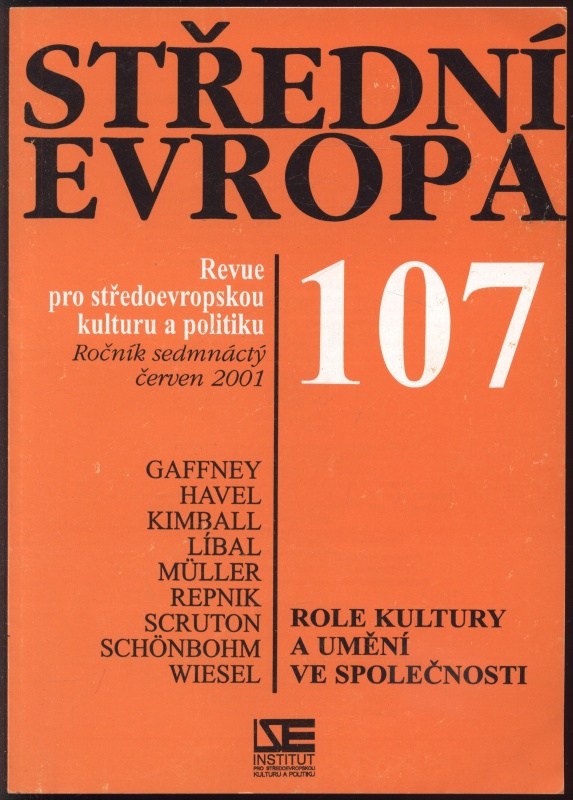 STŘEDNÍ
EVROPA
Revue
pro středoevropskou
kulturu a politiku
Ročník sedmnáctý
červen 2001
107
GAFFNEY
HAVEL
KIMBALL
LÍBAL
MÜLLER
REPNIK
SCRUTON
SCHÖNBOHM
WIESEL
ROLE KULTURY
A UMĚNÍ
VE SPOLEČNOSTI
ISE
INSTITUT
PRO STŘEDOEVROPSKOU
KULTURU A POLITIKU